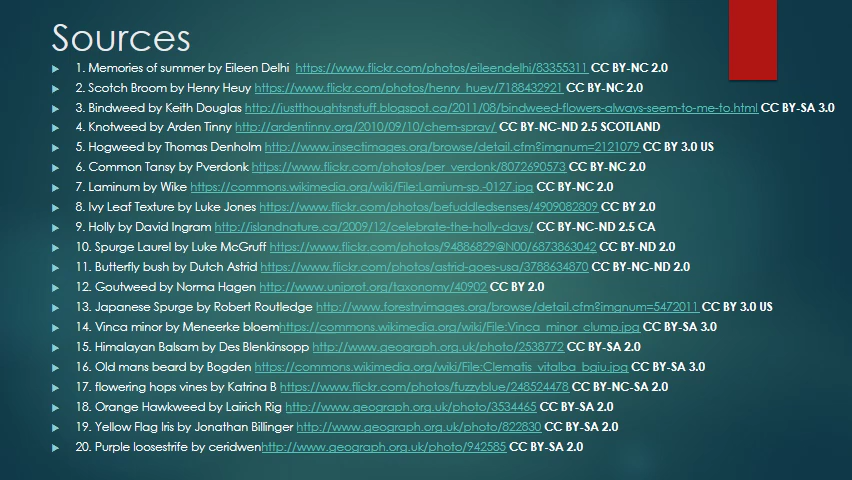 Sources
1. Memories of summer by Eileen Delhi https://www.flickr.com/photos/eileendelhi/83355311 CC BY-NC 2.0
2. Scotch Broom by Henry Heuy https://www.flickr.com/photos/henry_huey/7188432921 CC BY-NC 2.0
3. Bindweed by Keith Douglas http://justthoughtsnstuff.blogspot.ca/2011/08/bindweed-flowers-always-seem-to-me-to.html CC BY-SA 3.0
4. Knotweed by Arden Tinny http://ardentinny.org/2010/09/10/chem-spray/ CC BY-NC-ND 2.5 SCOTLAND
5. Hogweed by Thomas Denholm http://www.insectimages.org/browse/detail.cfm?imgnum=2121079 CC BY 3.0 US
6. Common Tansy by Pverdonk https://www.flickr.com/photos/per_verdonk/8072690573 CC BY-NC 2.0
7. Laminum by Wike https://commons.wikimedia.org/wiki/File:Lamium-sp.-0127.jpg CC BY-NC 2.0
8. Ivy Leaf Texture by Luke Jones https://www.flickr.com/photos/befuddledsenses/4909082809 CC BY 2.0
9. Holly by David Ingram http://islandnature.ca/2009/12/celebrate-the-holly-days/ CC BY-NC-ND 2.5 CA
10. Spurge Laurel by Luke McGruff https://www.flickr.com/photos/94886829@N00/6873863042 CC BY-ND 2.0
11. Butterfly bush by Dutch Astrid https://www.flickr.com/photos/astrid-goes-usa/3788634870 CC BY-NC-ND 2.0
12. Goutweed by Norma Hagen http://www.uniprot.org/taxonomy/40902 CC BY 2.0
13. Japanese Spurge by Robert Routledge http://www.forestryimages.org/browse/detail.cfm?imgnum=5472011 CC BY 3.0 US
14. Vinca minor by Meneerke bloemhttps://commons.wikimedia.org/wiki/File:Vinca_minor_clump.jpg CC BY-SA 3.0
15. Himalayan Balsam by Des Blenkinsopp http://www.geograph.org.uk/photo/2538772 CC BY-SA 2.0
16. Old mans beard by Bogden https://commons.wikimedia.org/wiki/File:Clematis_vitalba_bgiu.jpg CC BY-SA 3.0
17. flowering hops vines by Katrina B https://www.flickr.com/photos/fuzzyblue/248524478 CC BY-NC-SA 2.0
18. Orange Hawkweed by Lairich Rig http://www.geograph.org.uk/photo/3534465 CC BY-SA 2.0
19. Yellow Flag Iris by Jonathan Billinger http://www.geograph.org.uk/photo/822830 CC BY-SA 2.0
20. Purple loosestrife by ceridwenhttp://www.geograph.org.uk/photo/942585 CC BY-SA 2.0